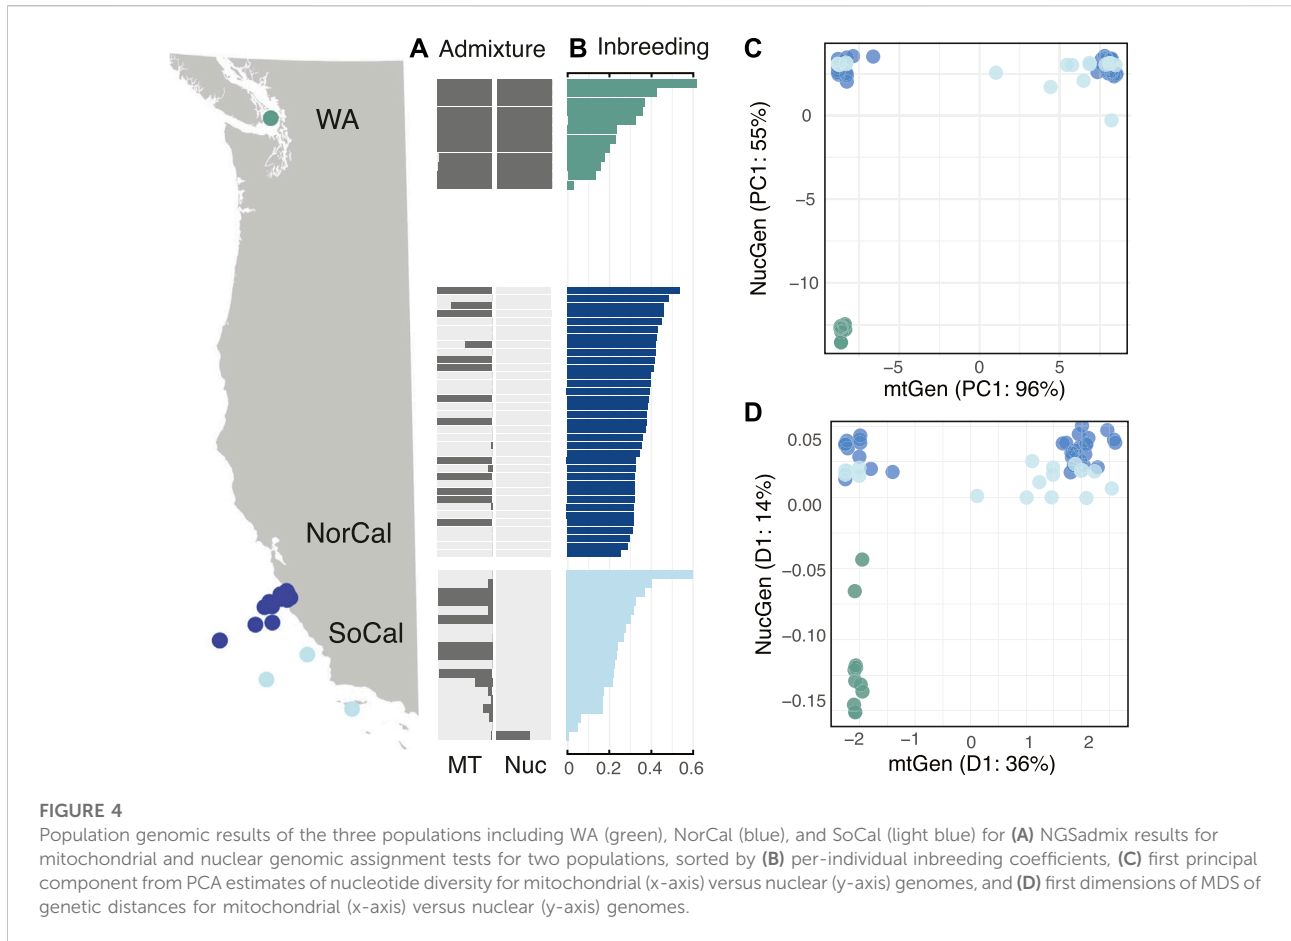 A Admixture
B Inbreeding
WA
NorCal
SoCal
MT Nuc
0 0.2 0.4 0.6
C
NucGen (PC1: 55%)
0
−5
−10
−5 0 5
mtGen (PC1: 96%)
D
NucGen (D1: 14%)
0.05
0.00
−0.05
−0.10
−0.15
−2 −1 0 1 2
mtGen (D1: 36%)
FIGURE 4
Population genomic results of the three populations including WA (green), NorCal (blue), and SoCal (light blue) for (A) NGSadmix results for
mitochondrial and nuclear genomic assignment tests for two populations, sorted by (B) per-individual inbreeding coefficients, (C) first principal
component from PCA estimates of nucleotide diversity for mitochondrial (x-axis) versus nuclear (y-axis) genomes, and (D) first dimensions of MDS of
genetic distances for mitochondrial (x-axis) versus nuclear (y-axis) genomes.